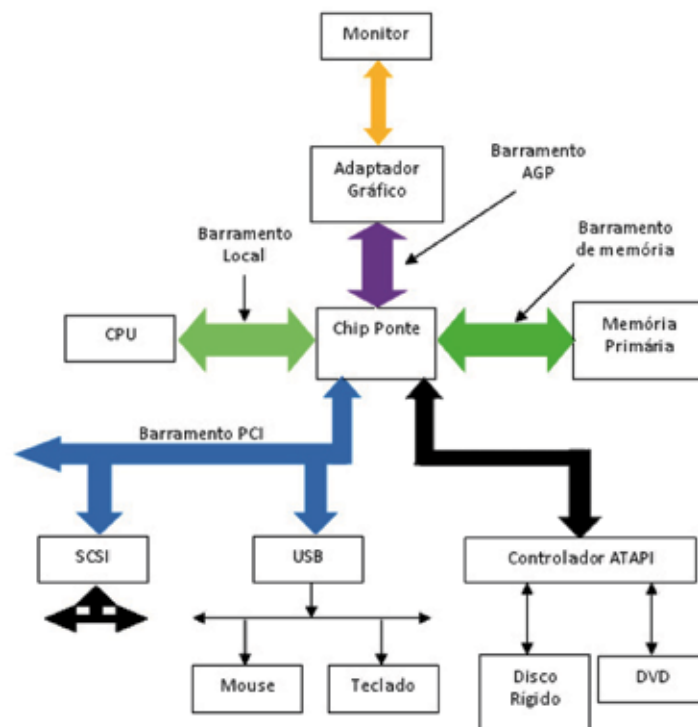 Monitor
Adaptador
Gráfico
Barramento
AGP
Barramento
Local
Barramento
de memória
CPU
Chip Ponte
Memória
Primária
Barramento PCI
SCSI
USB
Controlador ATAPI
Mouse
Teclado
Disco
Rígido
DVD